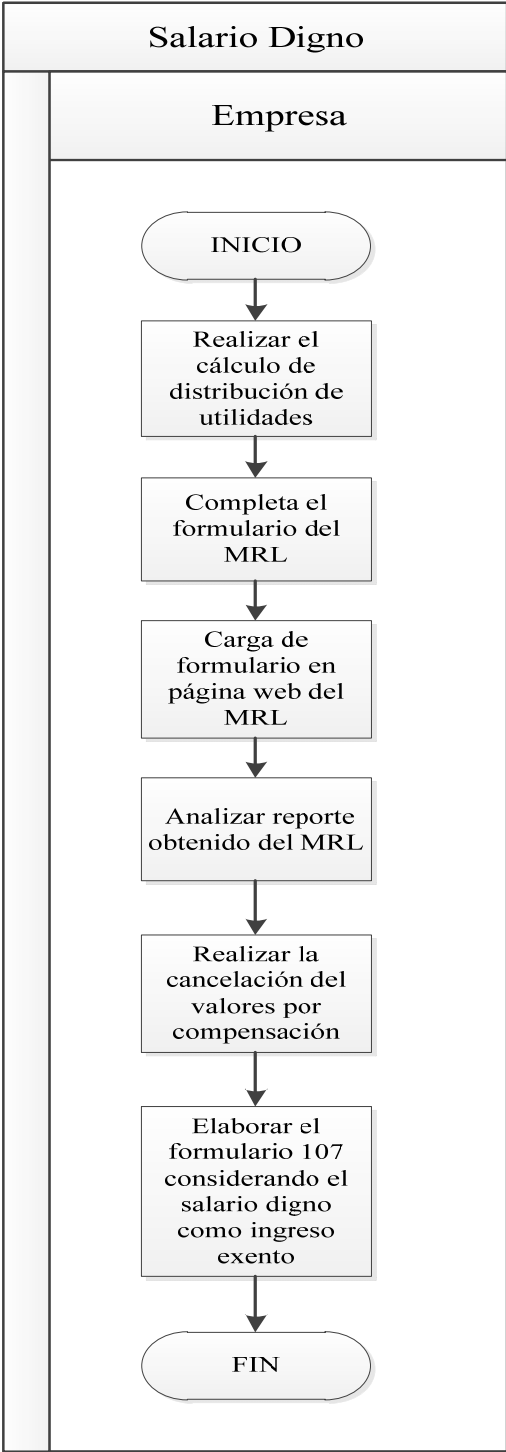 Salario Digno
Empresa
INICIO
Realizar el
cálculo de
distribución de
utilidades
Completa el
formulario del
MRL
Carga de
formulario en
página web del
MRL
Analizar reporte
obtenido del MRL
Realizar la
cancelación del
valores por
compensación
Elaborar el
formulario 107
considerando el
salario digno
como ingreso
exento
FIN